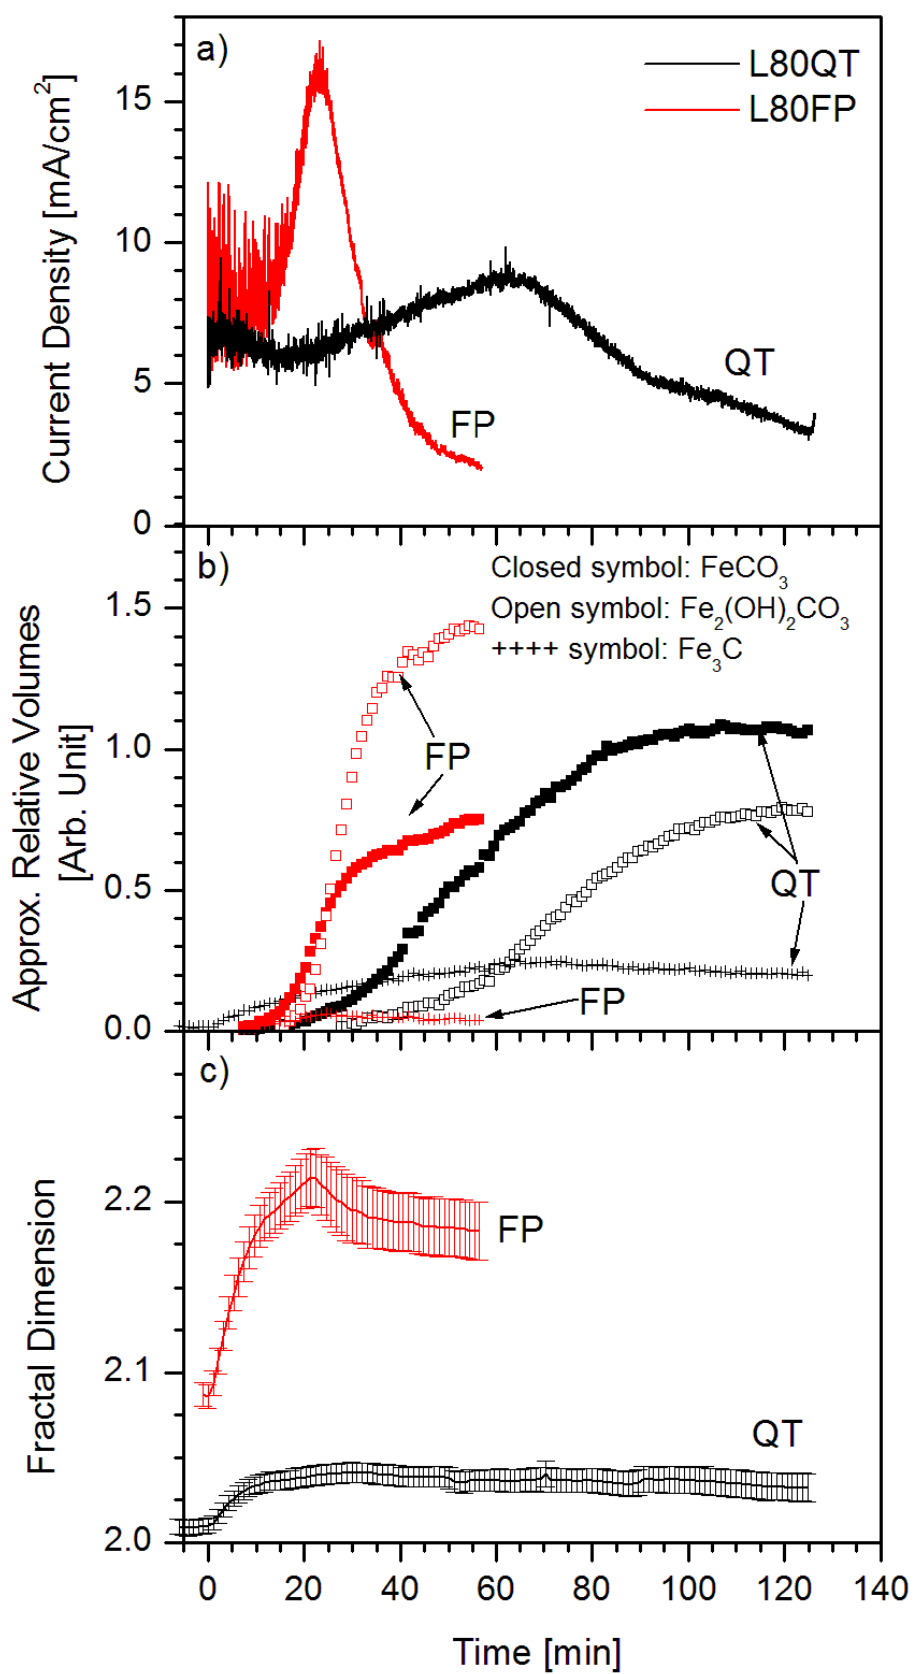 a)
L80QT
L80FP
15
10
5
0
Current Density [mA/cm²]
QT
FP
b)
Closed symbol: FeCO₃
Open symbol: Fe₂(OH)₂CO₃
++++ symbol: Fe₃C
1.5
1.0
0.5
0.0
Approx. Relative Volumes
[Arb. Unit]
FP
QT
FP
c)
2.2
2.1
2.0
Fractal Dimension
FP
QT
0 20 40 60 80 100 120 140
Time [min]